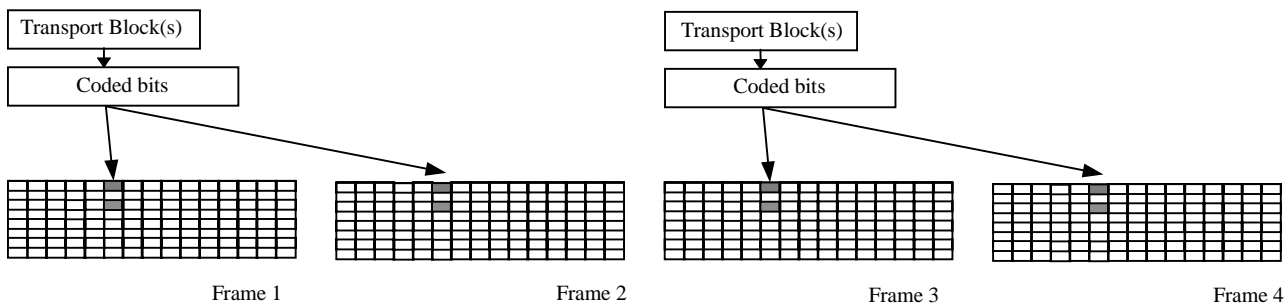 Transport Block(s)
Coded bits
Transport Block(s)
Coded bits
Frame 1
Frame 2
Frame 3
Frame 4